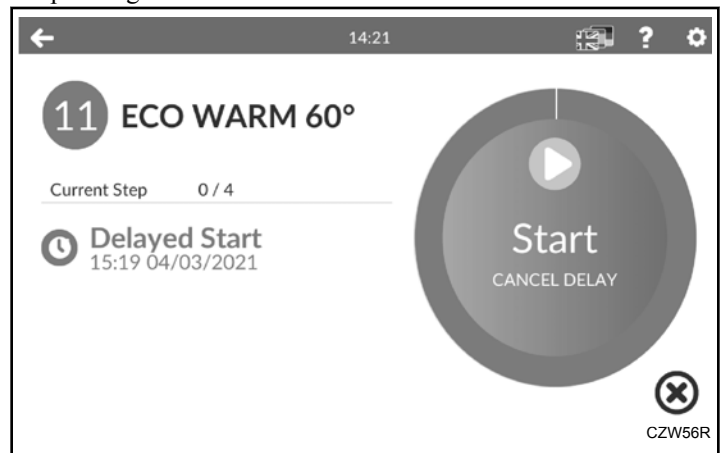 14:21
?
11 ECO WARM 60°
Current Step 0 / 4
Delayed Start
15:19 04/03/2021
Start
CANCEL DELAY
CZW56R